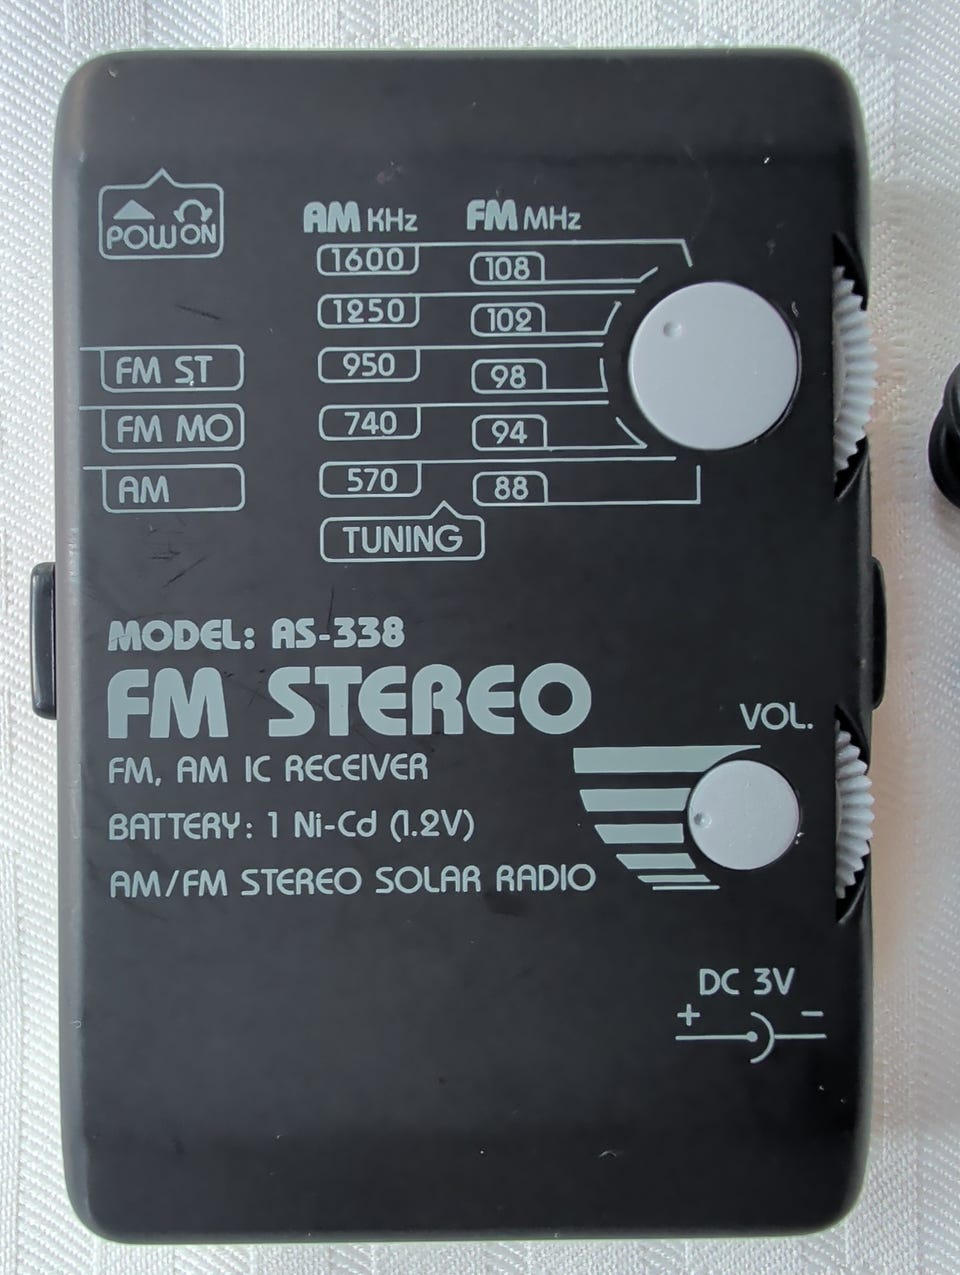 POWON
AM KHz FM MHz
1600 108
1250 102
FM ST 950 98
FM MO 740 94
AM 570 88
TUNING
MODEL: AS-338
FM STEREO
VOL.
FM, AM IC RECEIVER
BATTERY: 1 Ni-Cd (1.2V)
AM/FM STEREO SOLAR RADIO
DC 3V
+ −